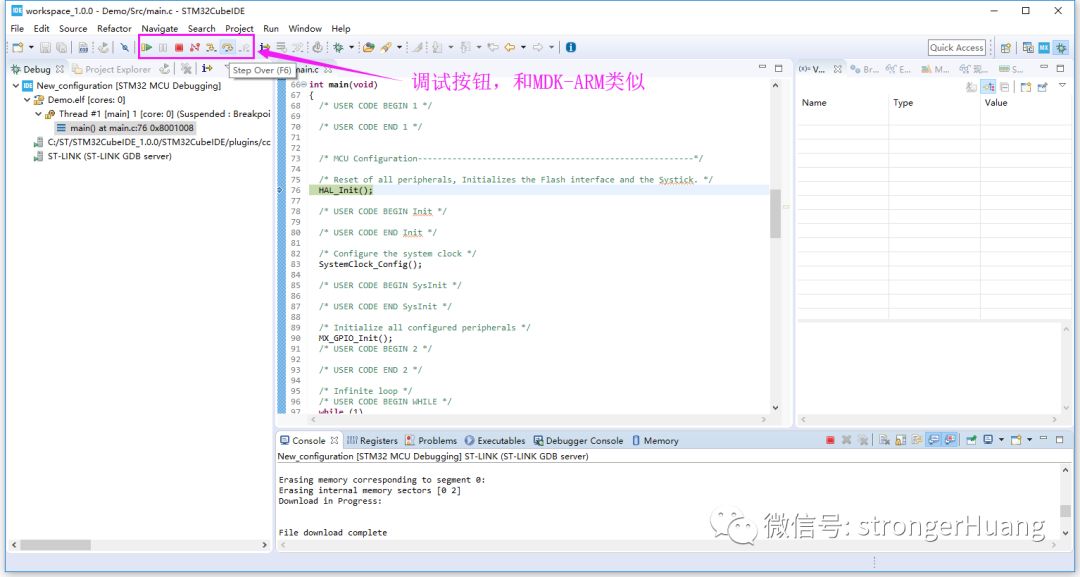 workspace_1.0.0 - Demo/Src/main.c - STM32CubeIDE
File Edit Source Refactor Navigate Search Project Run Window Help
Quick Access
Debug Project Explorer
Step Over (F6)
main.c
调试按钮，和MDK-ARM类似
(x)= V... Br... E... M... 现... S...
New_configuration [STM32 MCU Debugging]
Demo.elf [cores: 0]
Thread #1 [main] 1 [core: 0] (Suspended : Breakpoi
main() at main.c:76 0x8001008
C:/ST/STM32CubeIDE_1.0.0/STM32CubeIDE/plugins/cc
ST-LINK (ST-LINK GDB server)
66 int main(void)
67 {
68 /* USER CODE BEGIN 1 */
69
70 /* USER CODE END 1 */
71
72
73 /* MCU Configuration--------------------------------------------------------*/
74
75 /* Reset of all peripherals, Initializes the Flash interface and the Systick. */
76 HAL_Init();
77
78 /* USER CODE BEGIN Init */
79
80 /* USER CODE END Init */
81
82 /* Configure the system clock */
83 SystemClock_Config();
84
85 /* USER CODE BEGIN SysInit */
86
87 /* USER CODE END SysInit */
88
89 /* Initialize all configured peripherals */
90 MX_GPIO_Init();
91 /* USER CODE BEGIN 2 */
92
93 /* USER CODE END 2 */
94
95 /* Infinite loop */
96 /* USER CODE BEGIN WHILE */
97 while (1)
Name Type Value
Console Registers Problems Executables Debugger Console Memory
New_configuration [STM32 MCU Debugging] ST-LINK (ST-LINK GDB server)
Erasing memory corresponding to segment 0:
Erasing internal memory sectors [0 2]
Download in Progress:
File download complete
微信号: strongerHuang